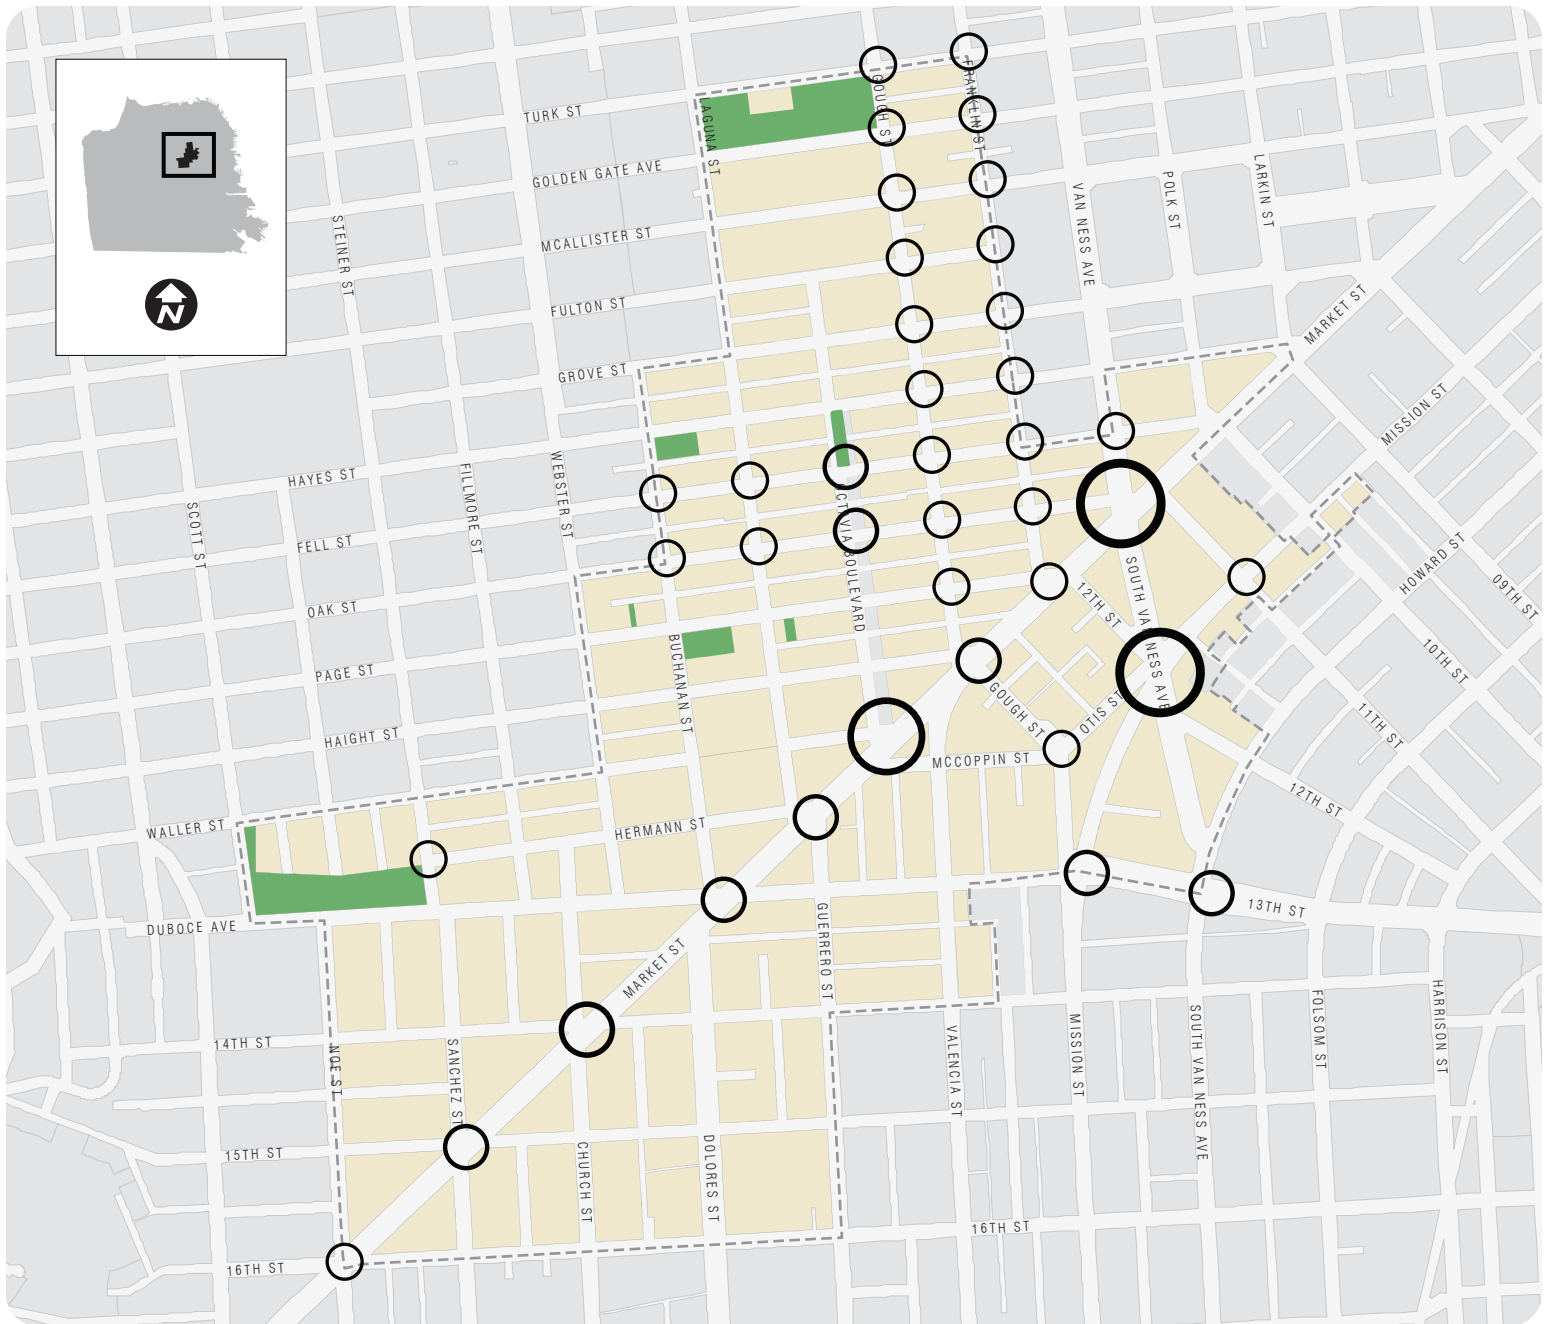 N
TURK ST
GOLDEN GATE AVE
MCALLISTER ST
FULTON ST
GROVE ST
HAYES ST
FELL ST
OAK ST
PAGE ST
HAIGHT ST
WALLER ST
HERMANN ST
DUBOCE AVE
14TH ST
15TH ST
16TH ST
16TH ST
STEINER ST
SCOTT ST
FILLMORE ST
WEBSTER ST
LAGUNA ST
GOUGH ST
FRANKLIN ST
VAN NESS AVE
POLK ST
LARKIN ST
MARKET ST
MISSION ST
HOWARD ST
09TH ST
10TH ST
11TH ST
12TH ST
12TH ST
SOUTH VAN NESS AVE
OCTAVIA BOULEVARD
BUCHANAN ST
GOUGH ST
OTIS ST
MCCOPPIN ST
13TH ST
MARKET ST
GUERRERO ST
NOE ST
SANCHEZ ST
CHURCH ST
DOLORES ST
VALENCIA ST
MISSION ST
SOUTH VAN NESS AVE
FOLSOM ST
HARRISON ST